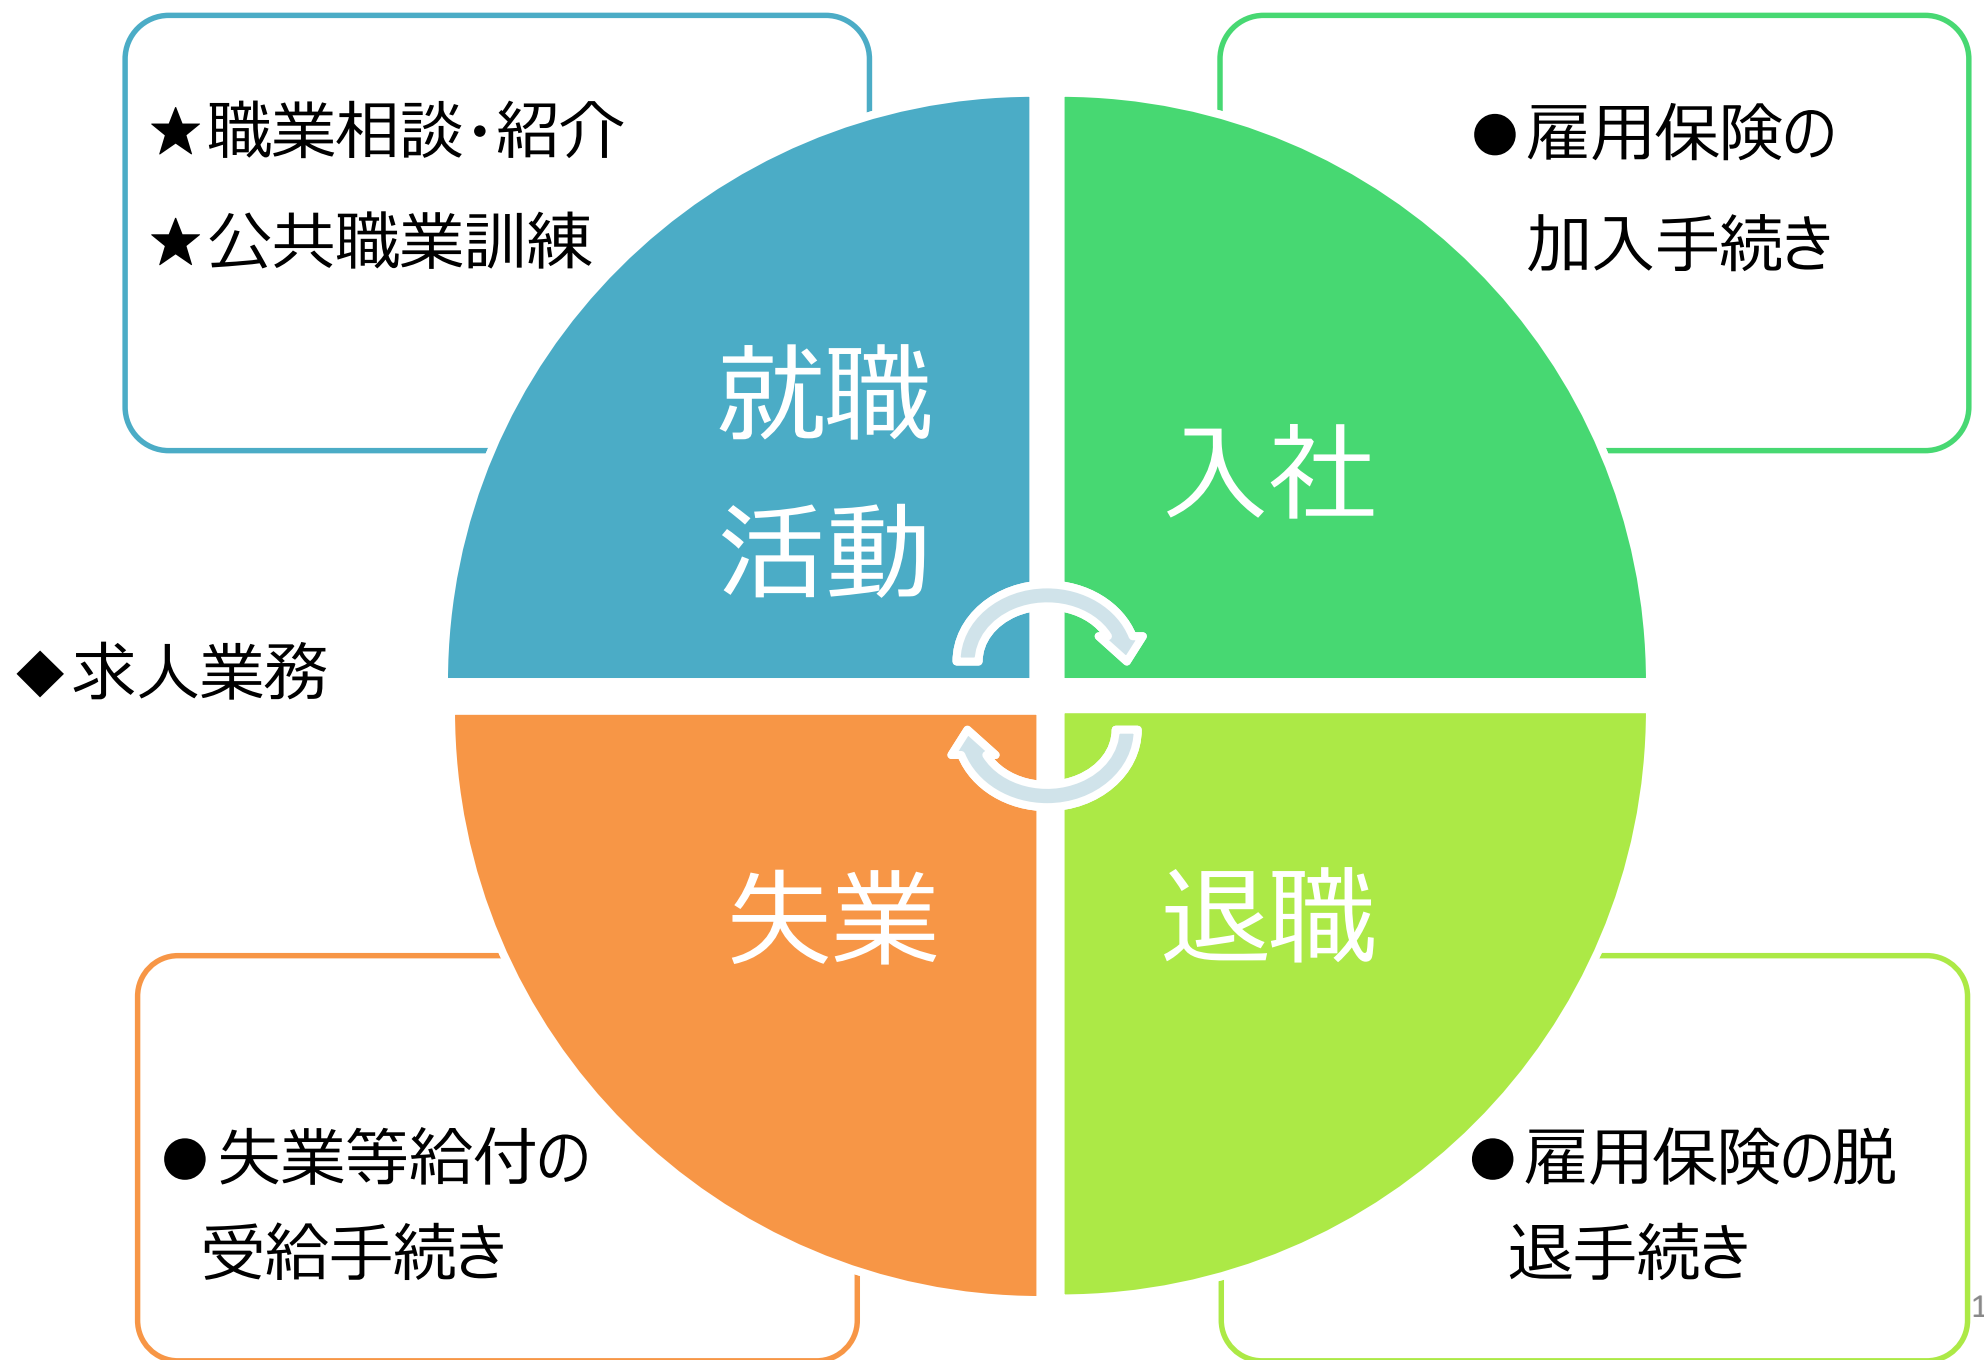 ★職業相談・紹介
★公共職業訓練
●雇用保険の
加入手続き
就職
活動
入社
◆求人業務
失業
退職
●失業等給付の
受給手続き
●雇用保険の脱
退手続き
1